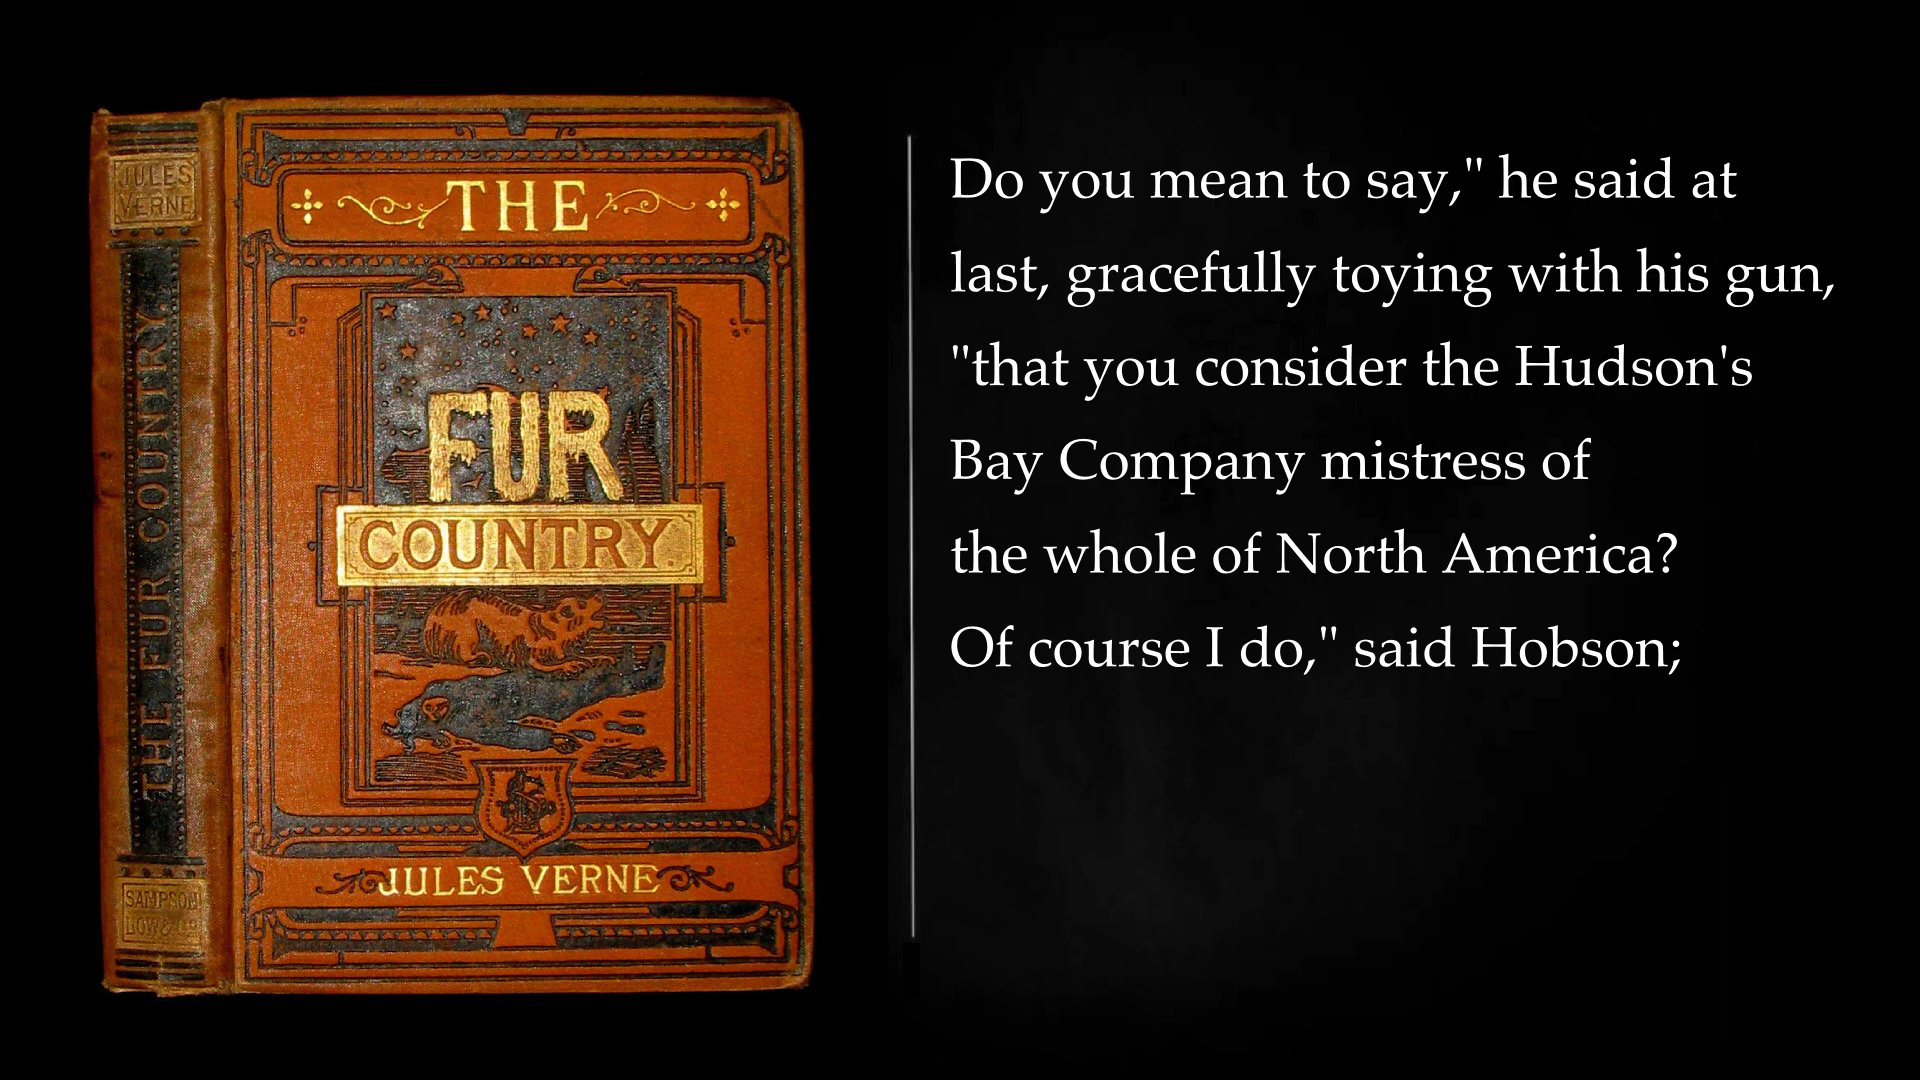 JULES
VERNE
THE FUR COUNTRY.
SAMPSON
LOW & Co
THE
FUR
COUNTRY.
JULES VERNE
Do you mean to say," he said at
last, gracefully toying with his gun,
"that you consider the Hudson's
Bay Company mistress of
the whole of North America?
Of course I do," said Hobson;